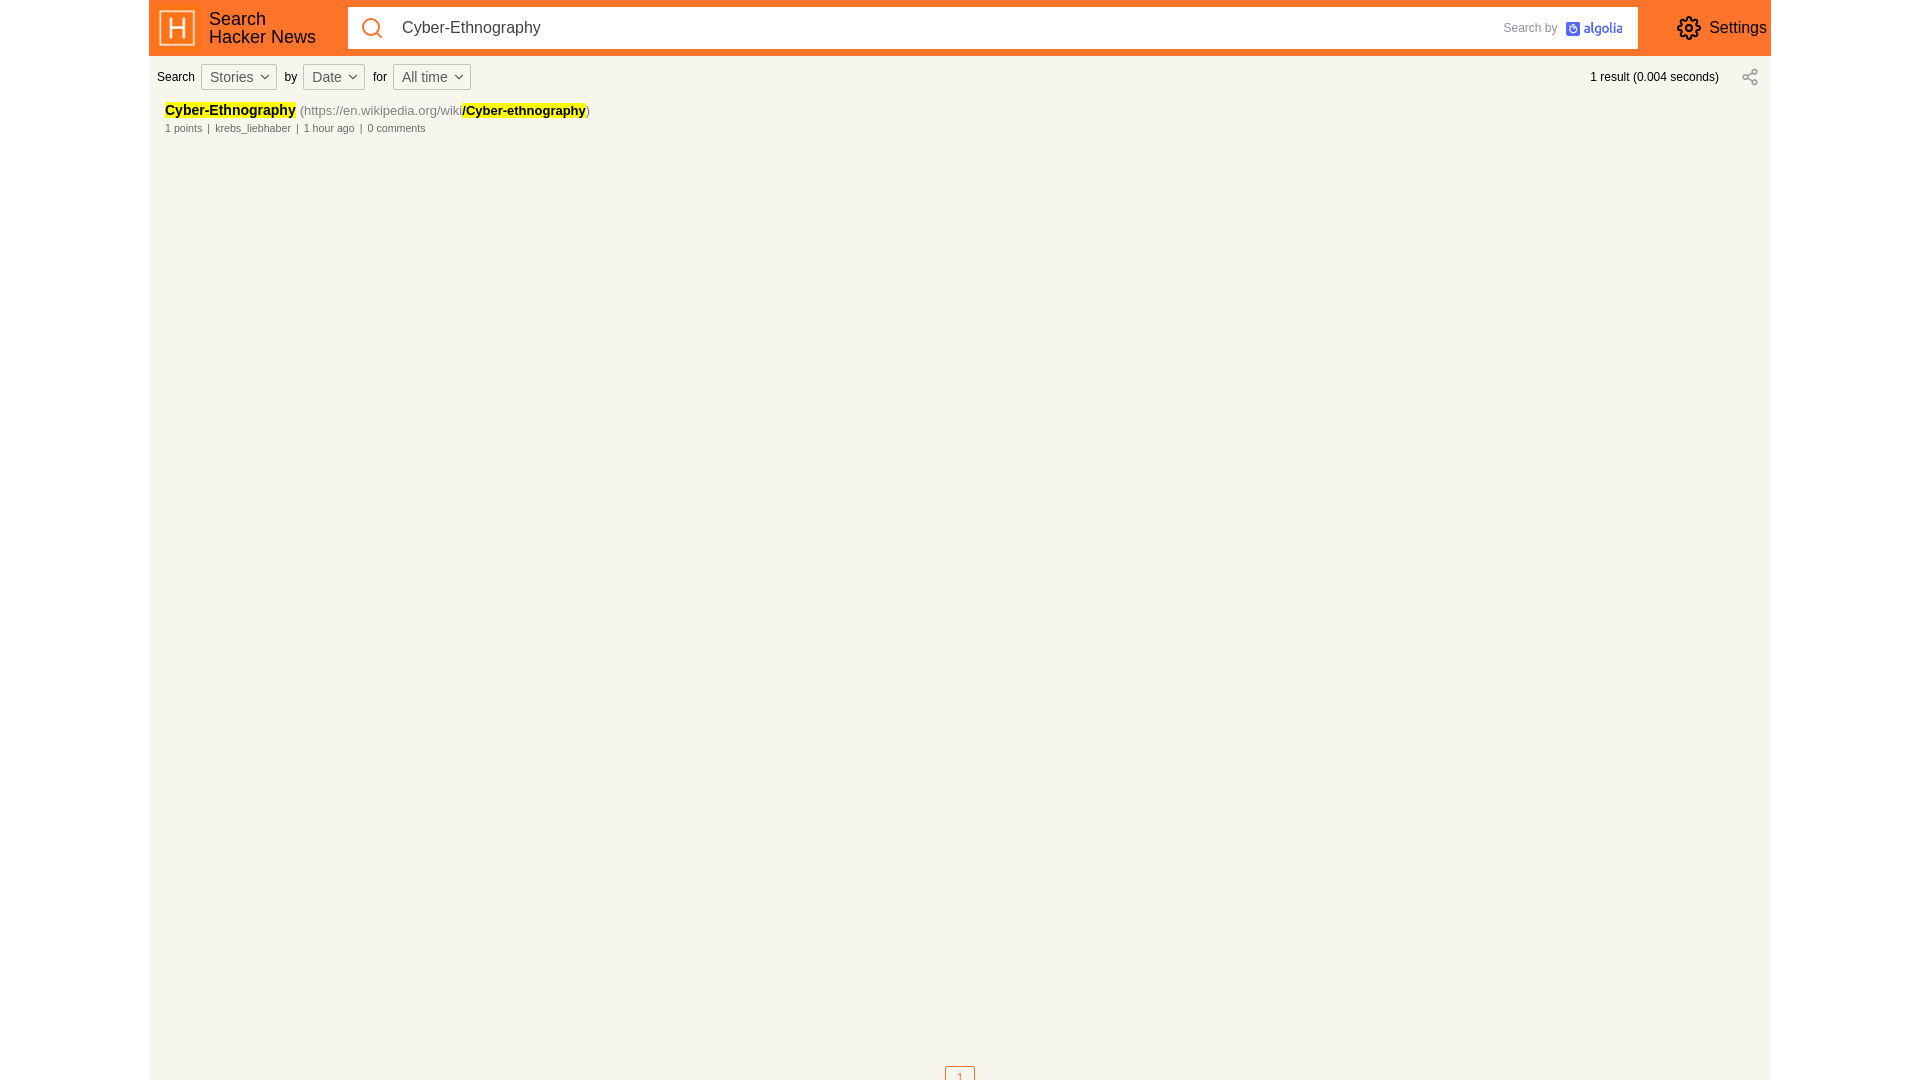 Search
Hacker News
Cyber-Ethnography
Search by algolia
Settings
Search Stories by Date for All time
1 result (0.004 seconds)
Cyber-Ethnography (https://en.wikipedia.org/wiki/Cyber-ethnography)
1 points | krebs_liebhaber | 1 hour ago | 0 comments
1